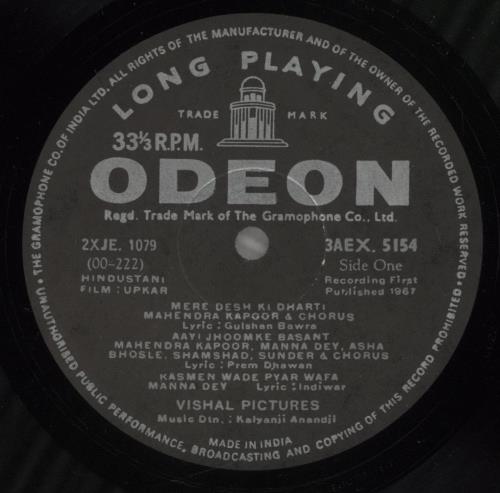 LONG PLAYING
TRADE MARK
33⅓ R.P.M.
ODEON
Regd. Trade Mark of The Gramophone Co., Ltd.
2XJE. 1079
(00-222)
HINDUSTANI
FILM : UPKAR
3AEX. 5154
Side One
Recording First
Published 1967
MERE DESH KI DHARTI
MAHENDRA KAPOOR & CHORUS
Lyric : Gulshan Bawra
AAYI JHOOMKE BASANT
MAHENDRA KAPOOR, MANNA DEY, ASHA
BHOSLE, SHAMSHAD, SUNDER & CHORUS
Lyric : Prem Dhawan
KASMEN WADE PYAR WAFA
MANNA DEY Lyric : Indiwar
VISHAL PICTURES
Music Dtn. : Kalyanji Anandji
MADE IN INDIA
• THE GRAMOPHONE CO. OF INDIA LTD. ALL RIGHTS OF THE MANUFACTURER AND OF THE OWNER OF THE RECORDED WORK RESERVED •
UNAUTHORISED PUBLIC PERFORMANCE, BROADCASTING AND COPYING OF THIS RECORD PROHIBITED